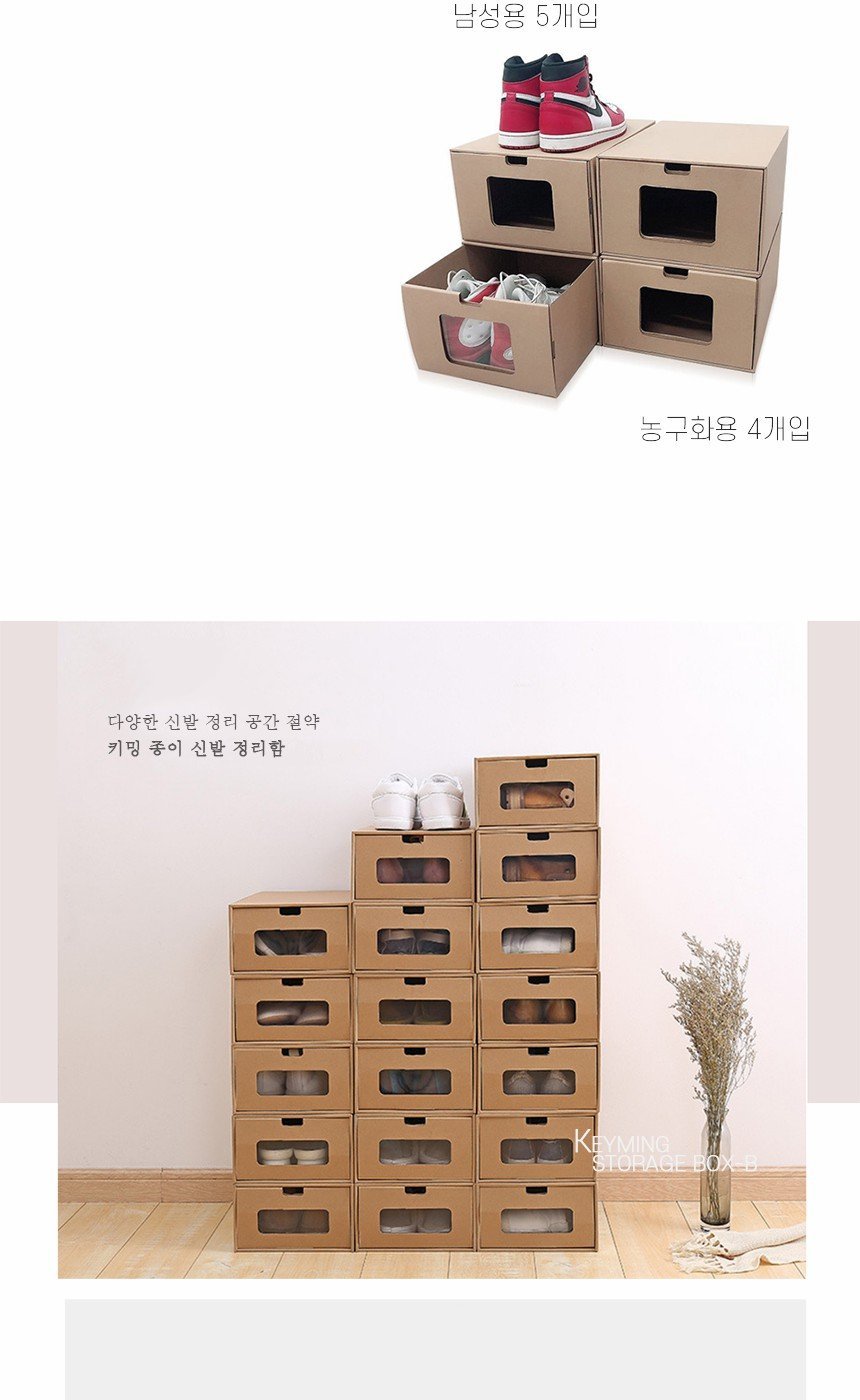 남성용 5개입
농구화용 4개입
다양한 신발 정리 공간 절약
키밍 종이 신발 정리함
KEYMING
STORAGE BOX-B